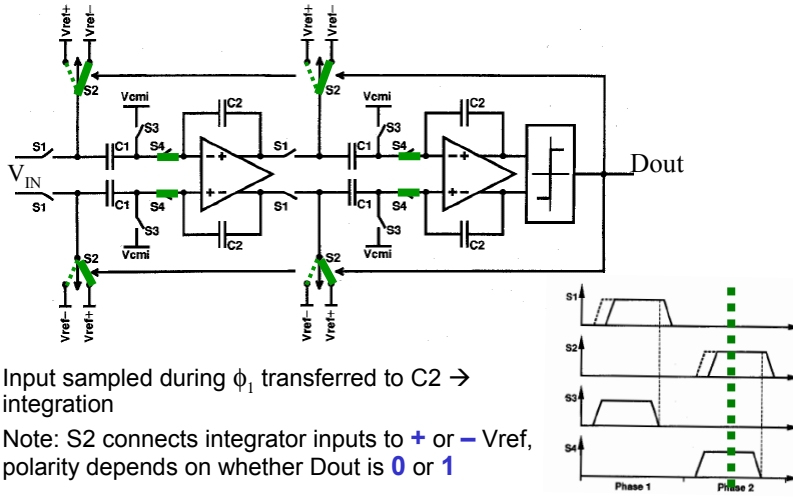 Vref+ Vref− Vref+ Vref−
S2 S2
Vcmi C2 Vcmi C2
S1 C1 S3 S4 S1 C1 S3 S4
− + − +
VIN Dout
+ − + −
S1 C1 S4 S1 C1 S4
S3 C2 S3 C2
S2 Vcmi S2 Vcmi
Vref− Vref+ Vref− Vref+
S1
S2
S3
S4
Phase 1 Phase 2
Input sampled during ϕ1 transferred to C2 →
integration
Note: S2 connects integrator inputs to + or – Vref,
polarity depends on whether Dout is 0 or 1